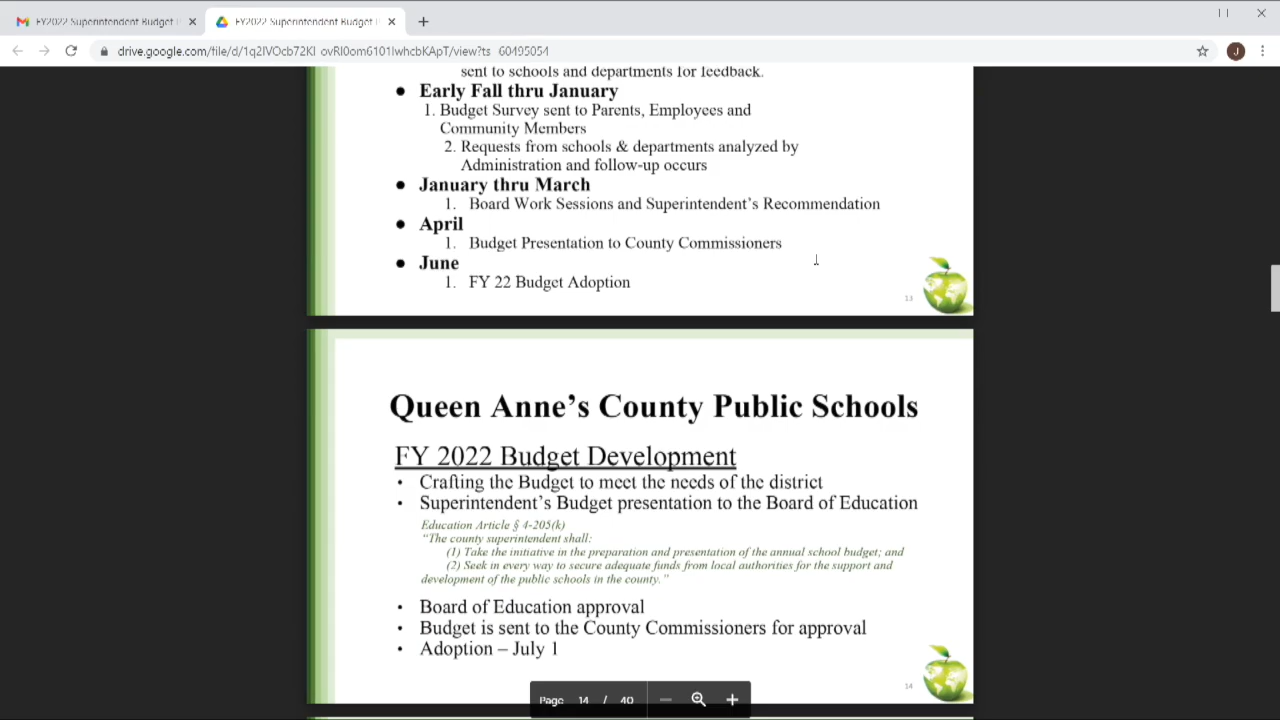 FY2022 Superintendent Budget
FY2022 Superintendent Budget
drive.google.com/file/d/
J
sent to schools and departments for feedback.
• Early Fall thru January
1. Budget Survey sent to Parents, Employees and
Community Members
2. Requests from schools & departments analyzed by
Administration and follow-up occurs
• January thru March
1. Board Work Sessions and Superintendent's Recommendation
• April
1. Budget Presentation to County Commissioners
• June
1. FY 22 Budget Adoption
13
Queen Anne's County Public Schools
FY 2022 Budget Development
• Crafting the Budget to meet the needs of the district
• Superintendent's Budget presentation to the Board of Education
Education Article § 4-205(k)
"The county superintendent shall:
(1) Take the initiative in the preparation and presentation of the annual school budget; and
(2) Seek in every way to secure adequate funds from local authorities for the support and
development of the public schools in the county."
• Board of Education approval
• Budget is sent to the County Commissioners for approval
• Adoption – July 1
14
Page 14 / 40